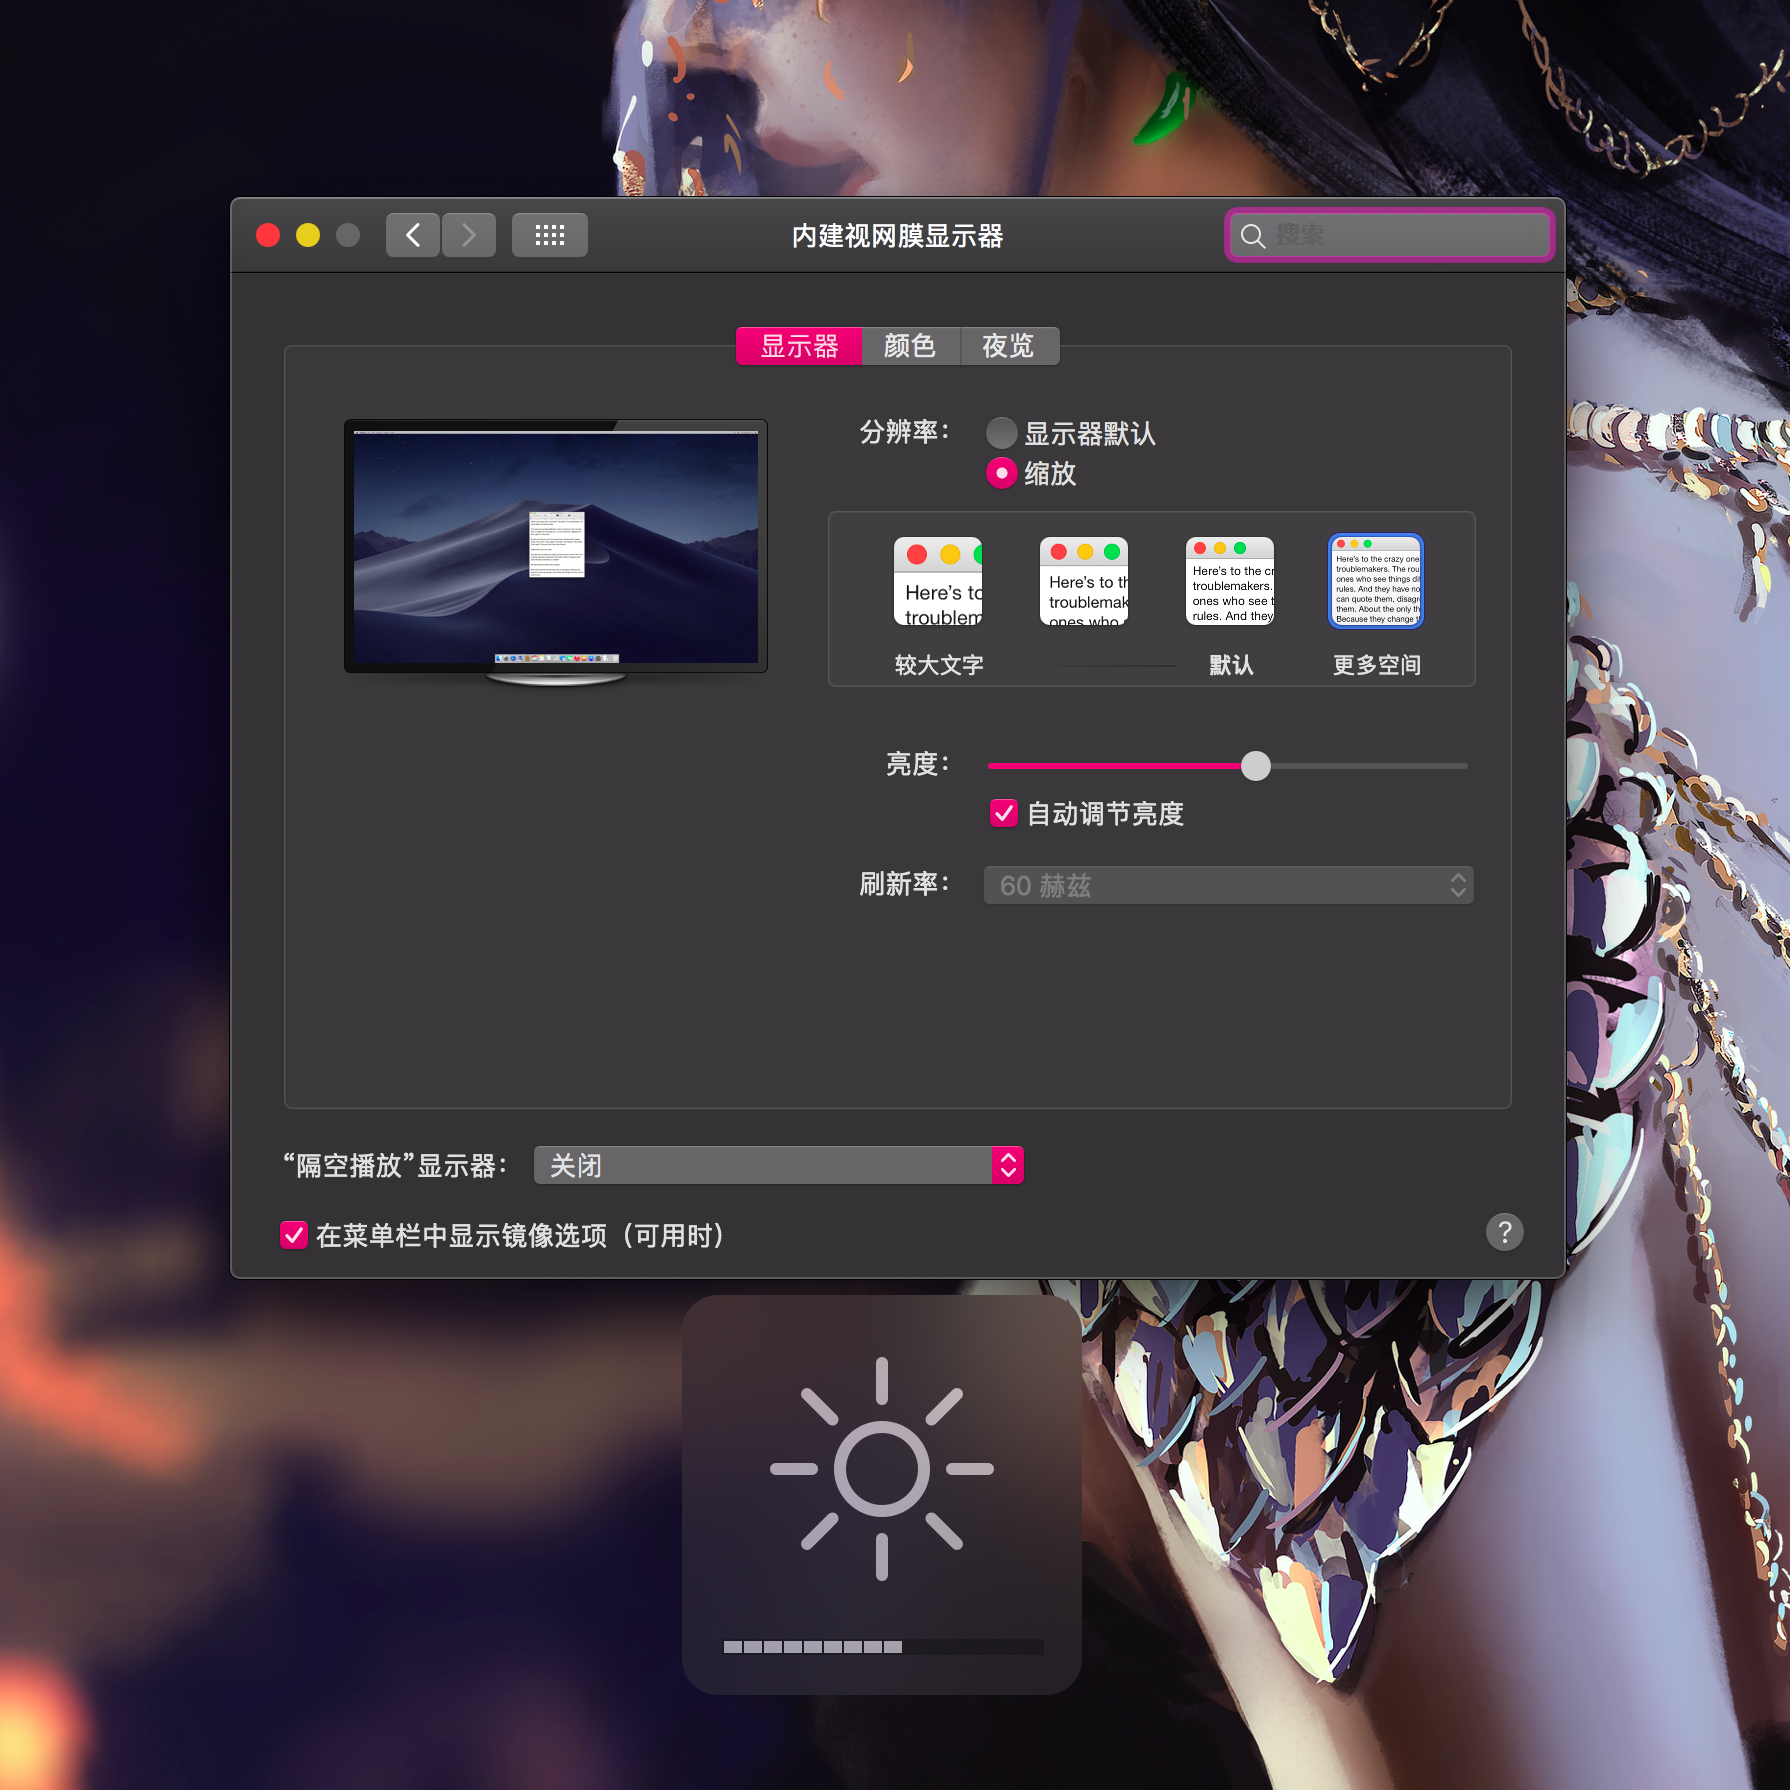 内建视网膜显示器
搜索
显示器
颜色
夜览
分辨率：
显示器默认
缩放
Here's to
troublem
Here's to th
troublemak
ones who
Here's to the cr
troublemakers.
ones who see t
rules. And they
Here's to the crazy one
troublemakers. The rou
ones who see things di
rules. And they have no
can quote them, disagr
them. About the only th
Because they change t
较大文字
默认
更多空间
亮度：
自动调节亮度
刷新率：
60 赫兹
“隔空播放”显示器：
关闭
在菜单栏中显示镜像选项（可用时）
?